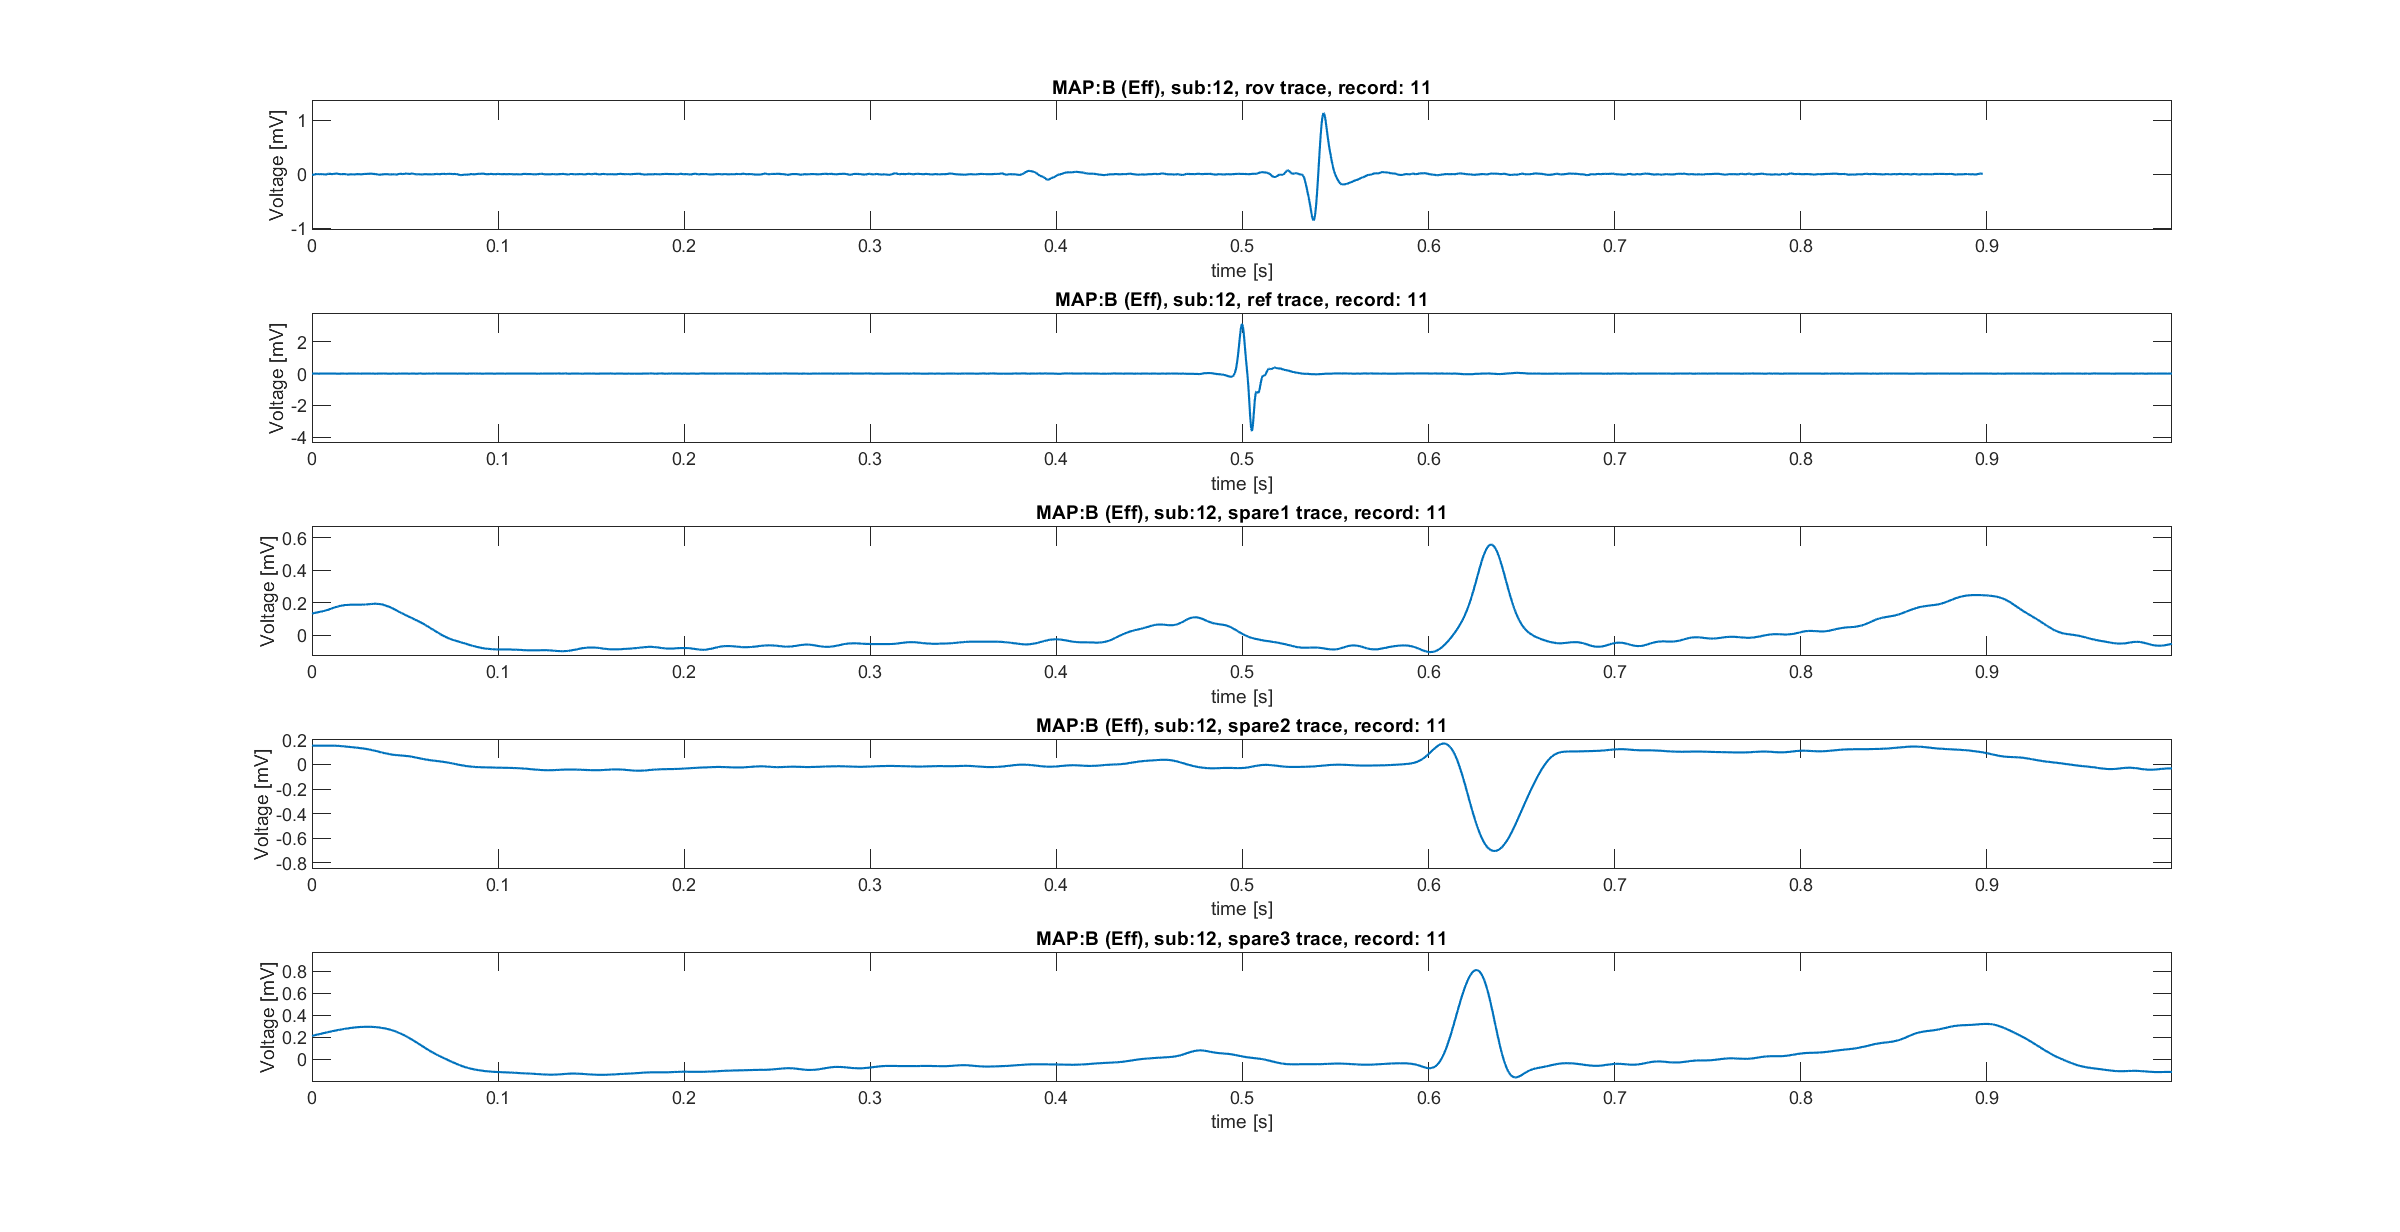 MAP:B (Eff), sub:12, rov trace, record: 11
Voltage [mV]
1
0
-1
0 0.1 0.2 0.3 0.4 0.5 0.6 0.7 0.8 0.9
time [s]
MAP:B (Eff), sub:12, ref trace, record: 11
Voltage [mV]
2
0
-2
-4
0 0.1 0.2 0.3 0.4 0.5 0.6 0.7 0.8 0.9
time [s]
MAP:B (Eff), sub:12, spare1 trace, record: 11
Voltage [mV]
0.6
0.4
0.2
0
0 0.1 0.2 0.3 0.4 0.5 0.6 0.7 0.8 0.9
time [s]
MAP:B (Eff), sub:12, spare2 trace, record: 11
Voltage [mV]
0.2
0
-0.2
-0.4
-0.6
-0.8
0 0.1 0.2 0.3 0.4 0.5 0.6 0.7 0.8 0.9
time [s]
MAP:B (Eff), sub:12, spare3 trace, record: 11
Voltage [mV]
0.8
0.6
0.4
0.2
0
0 0.1 0.2 0.3 0.4 0.5 0.6 0.7 0.8 0.9
time [s]